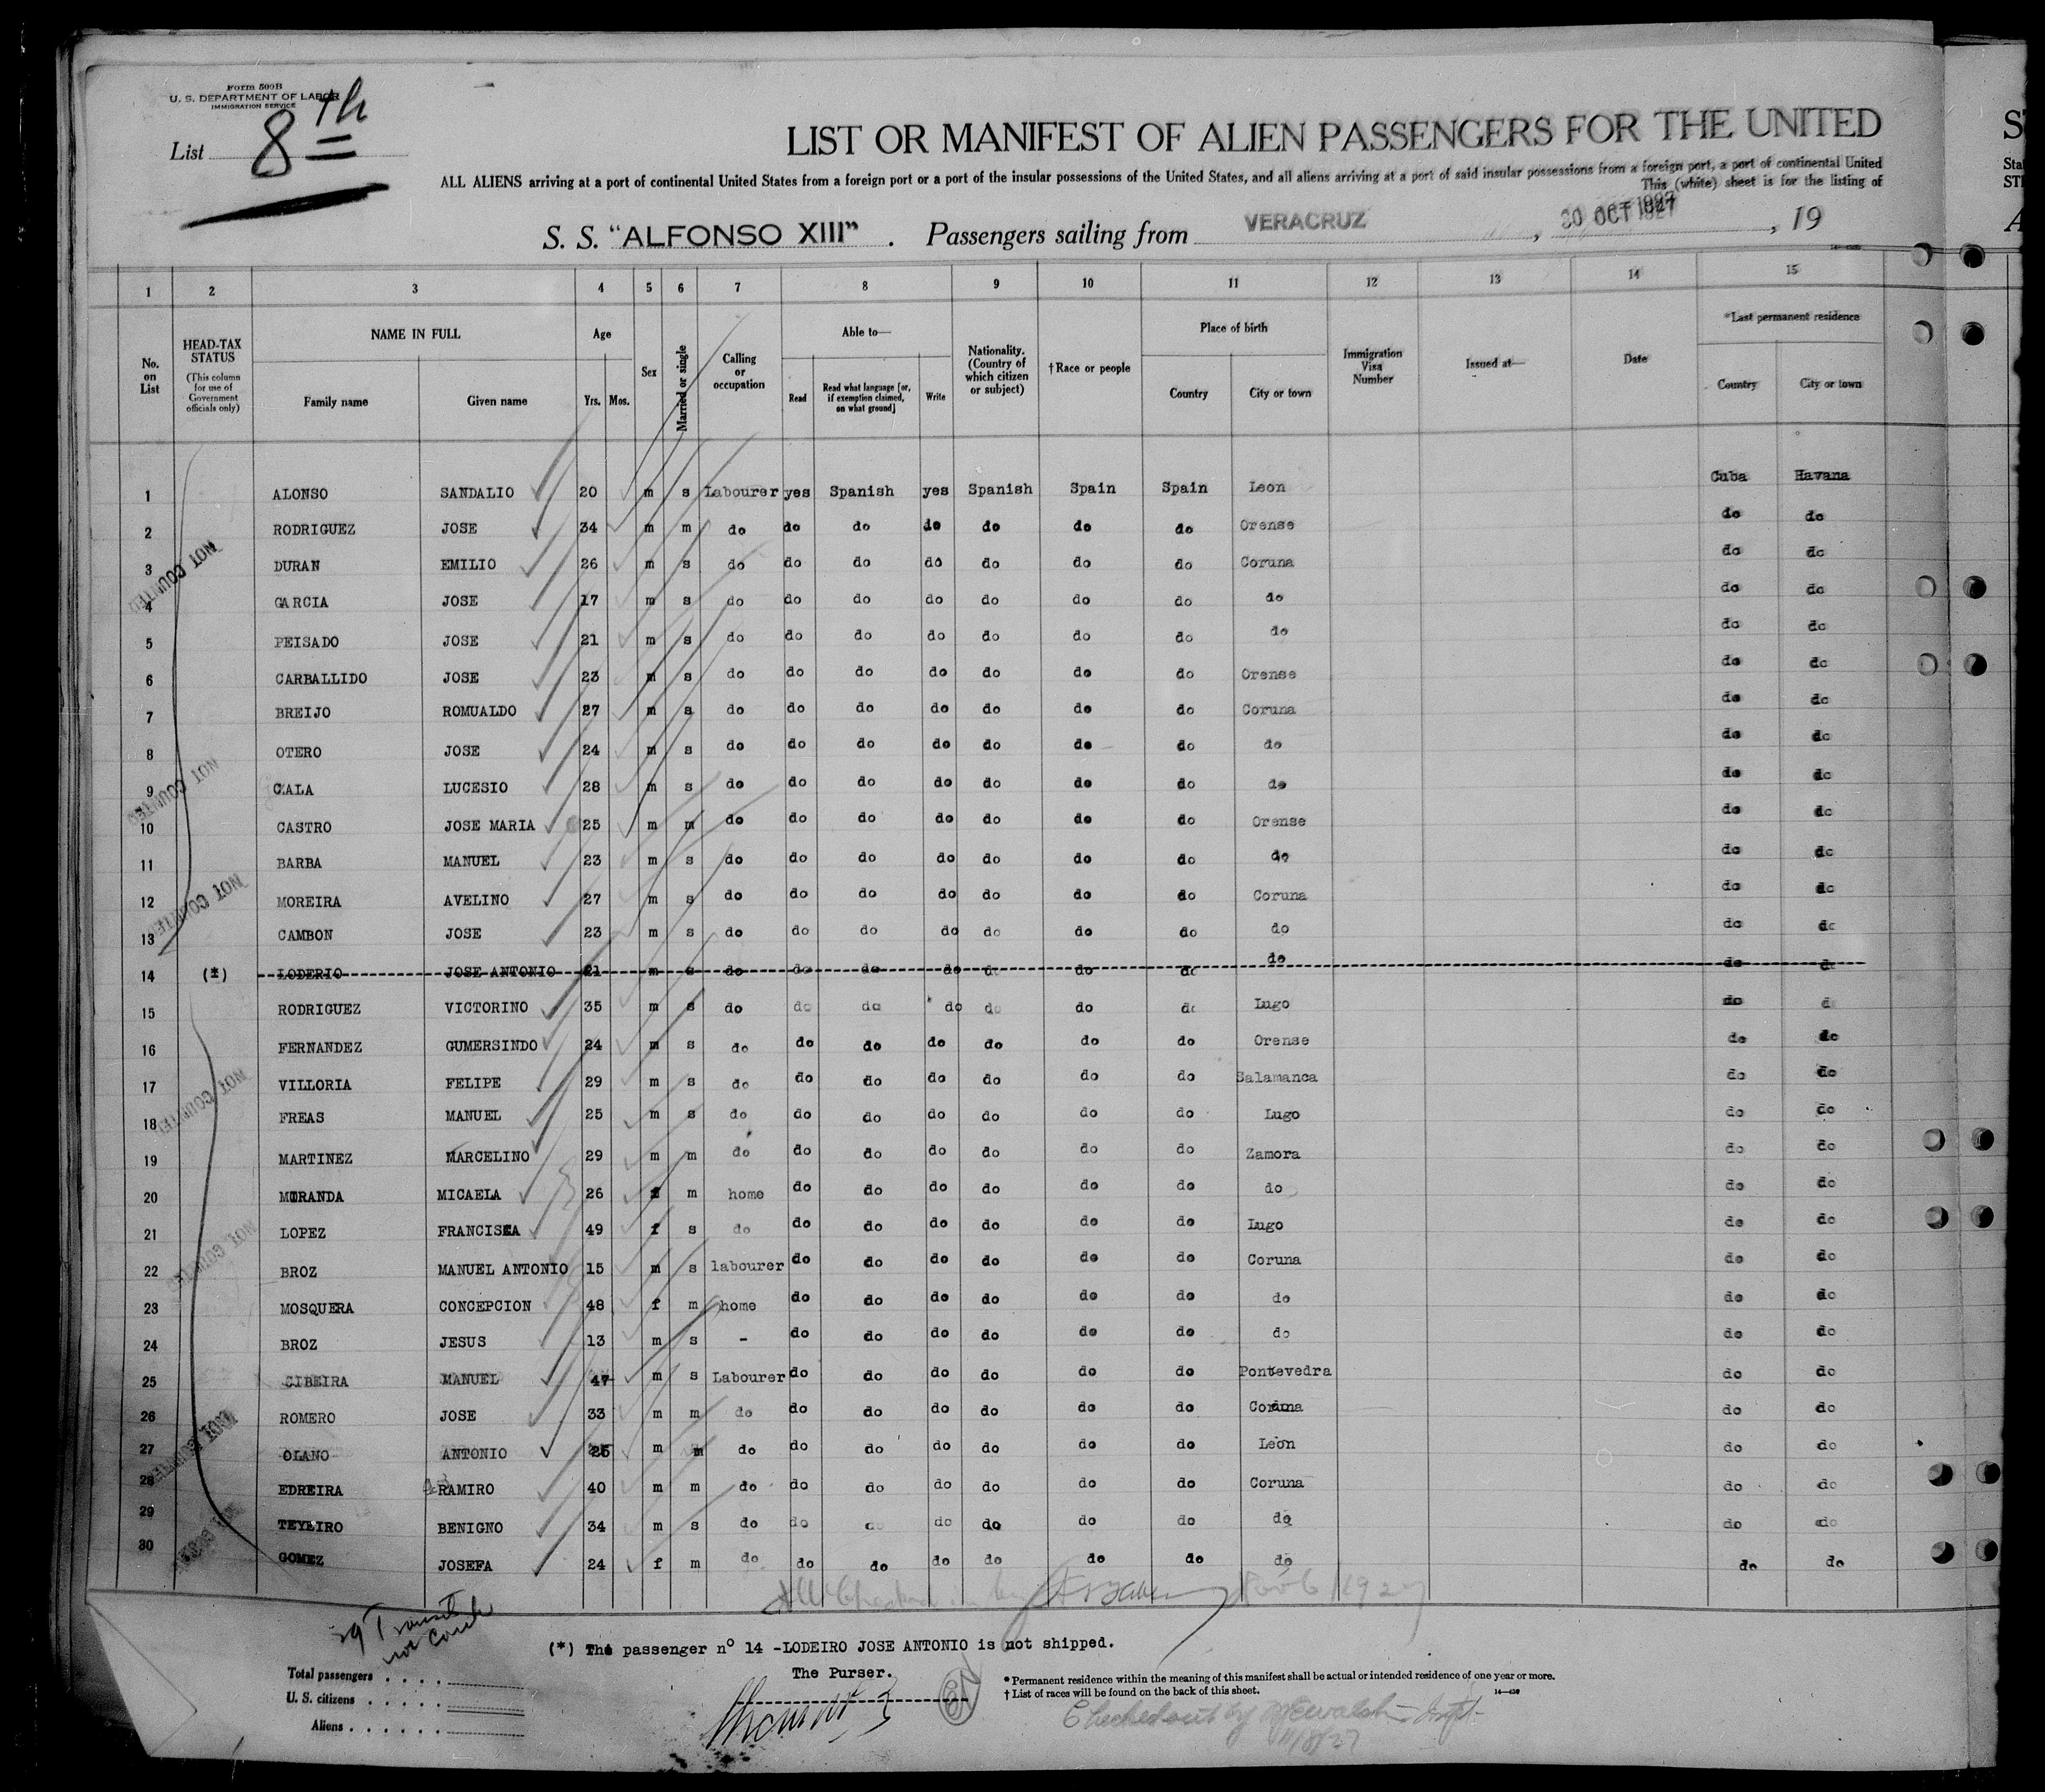 Form 500B
U. S. DEPARTMENT OF LABOR
IMMIGRATION SERVICE
List 8th
LIST OR MANIFEST OF ALIEN PASSENGERS FOR THE UNITED
ALL ALIENS arriving at a port of continental United States from a foreign port or a port of the insular possessions of the United States, and all aliens arriving at a port of said insular possessions from a foreign port, a port of continental United
This (white) sheet is for the listing of
S. S. "ALFONSO XIII". Passengers sailing from VERACRUZ, 30 OCT 1927, 19
1 2 3 4 5 6 7 8 9 10 11 12 13 14 15
No. on List
HEAD-TAX STATUS
(This column for use of Government officials only)
NAME IN FULL
Family name Given name
Age
Yrs. Mos.
Sex
Married or single
Calling or occupation
Able to—
Read
Read what language [or, if exemption claimed, on what ground]
Write
Nationality. (Country of which citizen or subject)
†Race or people
Place of birth
Country City or town
Immigration Visa Number
Issued at—
Date
*Last permanent residence
Country City or town
1 ALONSO SANDALIO 20 m s Labourer yes Spanish yes Spanish Spain Spain Leon Cuba Havana
2 RODRIGUEZ JOSE 34 m m do do do do do do do Orense do do
3 DURAN EMILIO 26 m s do do do do do do do Coruna do do
4 GARCIA JOSE 17 m s do do do do do do do do do do
5 PEISADO JOSE 21 m s do do do do do do do do do do
6 CARBALLIDO JOSE 23 m s do do do do do do do Orense do do
7 BREIJO ROMUALDO 27 m s do do do do do do do Coruna do do
8 OTERO JOSE 24 m s do do do do do do do do do do
9 CALA LUCESIO 28 m s do do do do do do do do do do
10 CASTRO JOSE MARIA 25 m m do do do do do do do Orense do do
11 BARBA MANUEL 23 m s do do do do do do do do do do
12 MOREIRA AVELINO 27 m s do do do do do do do Coruna do do
13 CAMBON JOSE 23 m s do do do do do do do do do do
14 (*) LODERIO JOSE ANTONIO 21 m s do do do do do do do do do do
15 RODRIGUEZ VICTORINO 35 m s do do do do do do do Lugo do d
16 FERNANDEZ GUMERSINDO 24 m s do do do do do do do Orense do do
17 VILLORIA FELIPE 29 m s do do do do do do do Salamanca do do
18 FREAS MANUEL 25 m s do do do do do do do Lugo do do
19 MARTINEZ MARCELINO 29 m m do do do do do do do Zamora do do
20 MIRANDA MICAELA 26 f m home do do do do do do do do do
21 LOPEZ FRANCISCA 49 f s do do do do do do do Lugo do do
22 BROZ MANUEL ANTONIO 15 m s labourer do do do do do do Coruna do do
23 MOSQUERA CONCEPCION 48 f m home do do do do do do do do do
24 BROZ JESUS 13 m s - do do do do do do do do do
25 CIBEIRA MANUEL 47 m s Labourer do do do do do do Pontevedra do do
26 ROMERO JOSE 33 m m do do do do do do do Coruna do do
27 OLANO ANTONIO 25 m m do do do do do do do Leon do do
28 EDREIRA RAMIRO 40 m m do do do do do do do Coruna do do
29 TEYEIRO BENIGNO 34 m s do do do do do do do do do do
30 GOMEZ JOSEFA 24 f m do do do do do do do do do do
NOT COUNTED
NOT COUNTED
NOT COUNTED
NOT COUNTED
NOT COUNTED
NOT COUNTED
NOT COUNTED
All Checked in by
29 Transit
not count
(*) The passenger nº 14 -LODEIRO JOSE ANTONIO is not shipped.
The Purser.
Total passengers
U. S. citizens
Aliens
* Permanent residence within the meaning of this manifest shall be actual or intended residence of one year or more.
† List of races will be found on the back of this sheet.
Checked out by
11/8/27